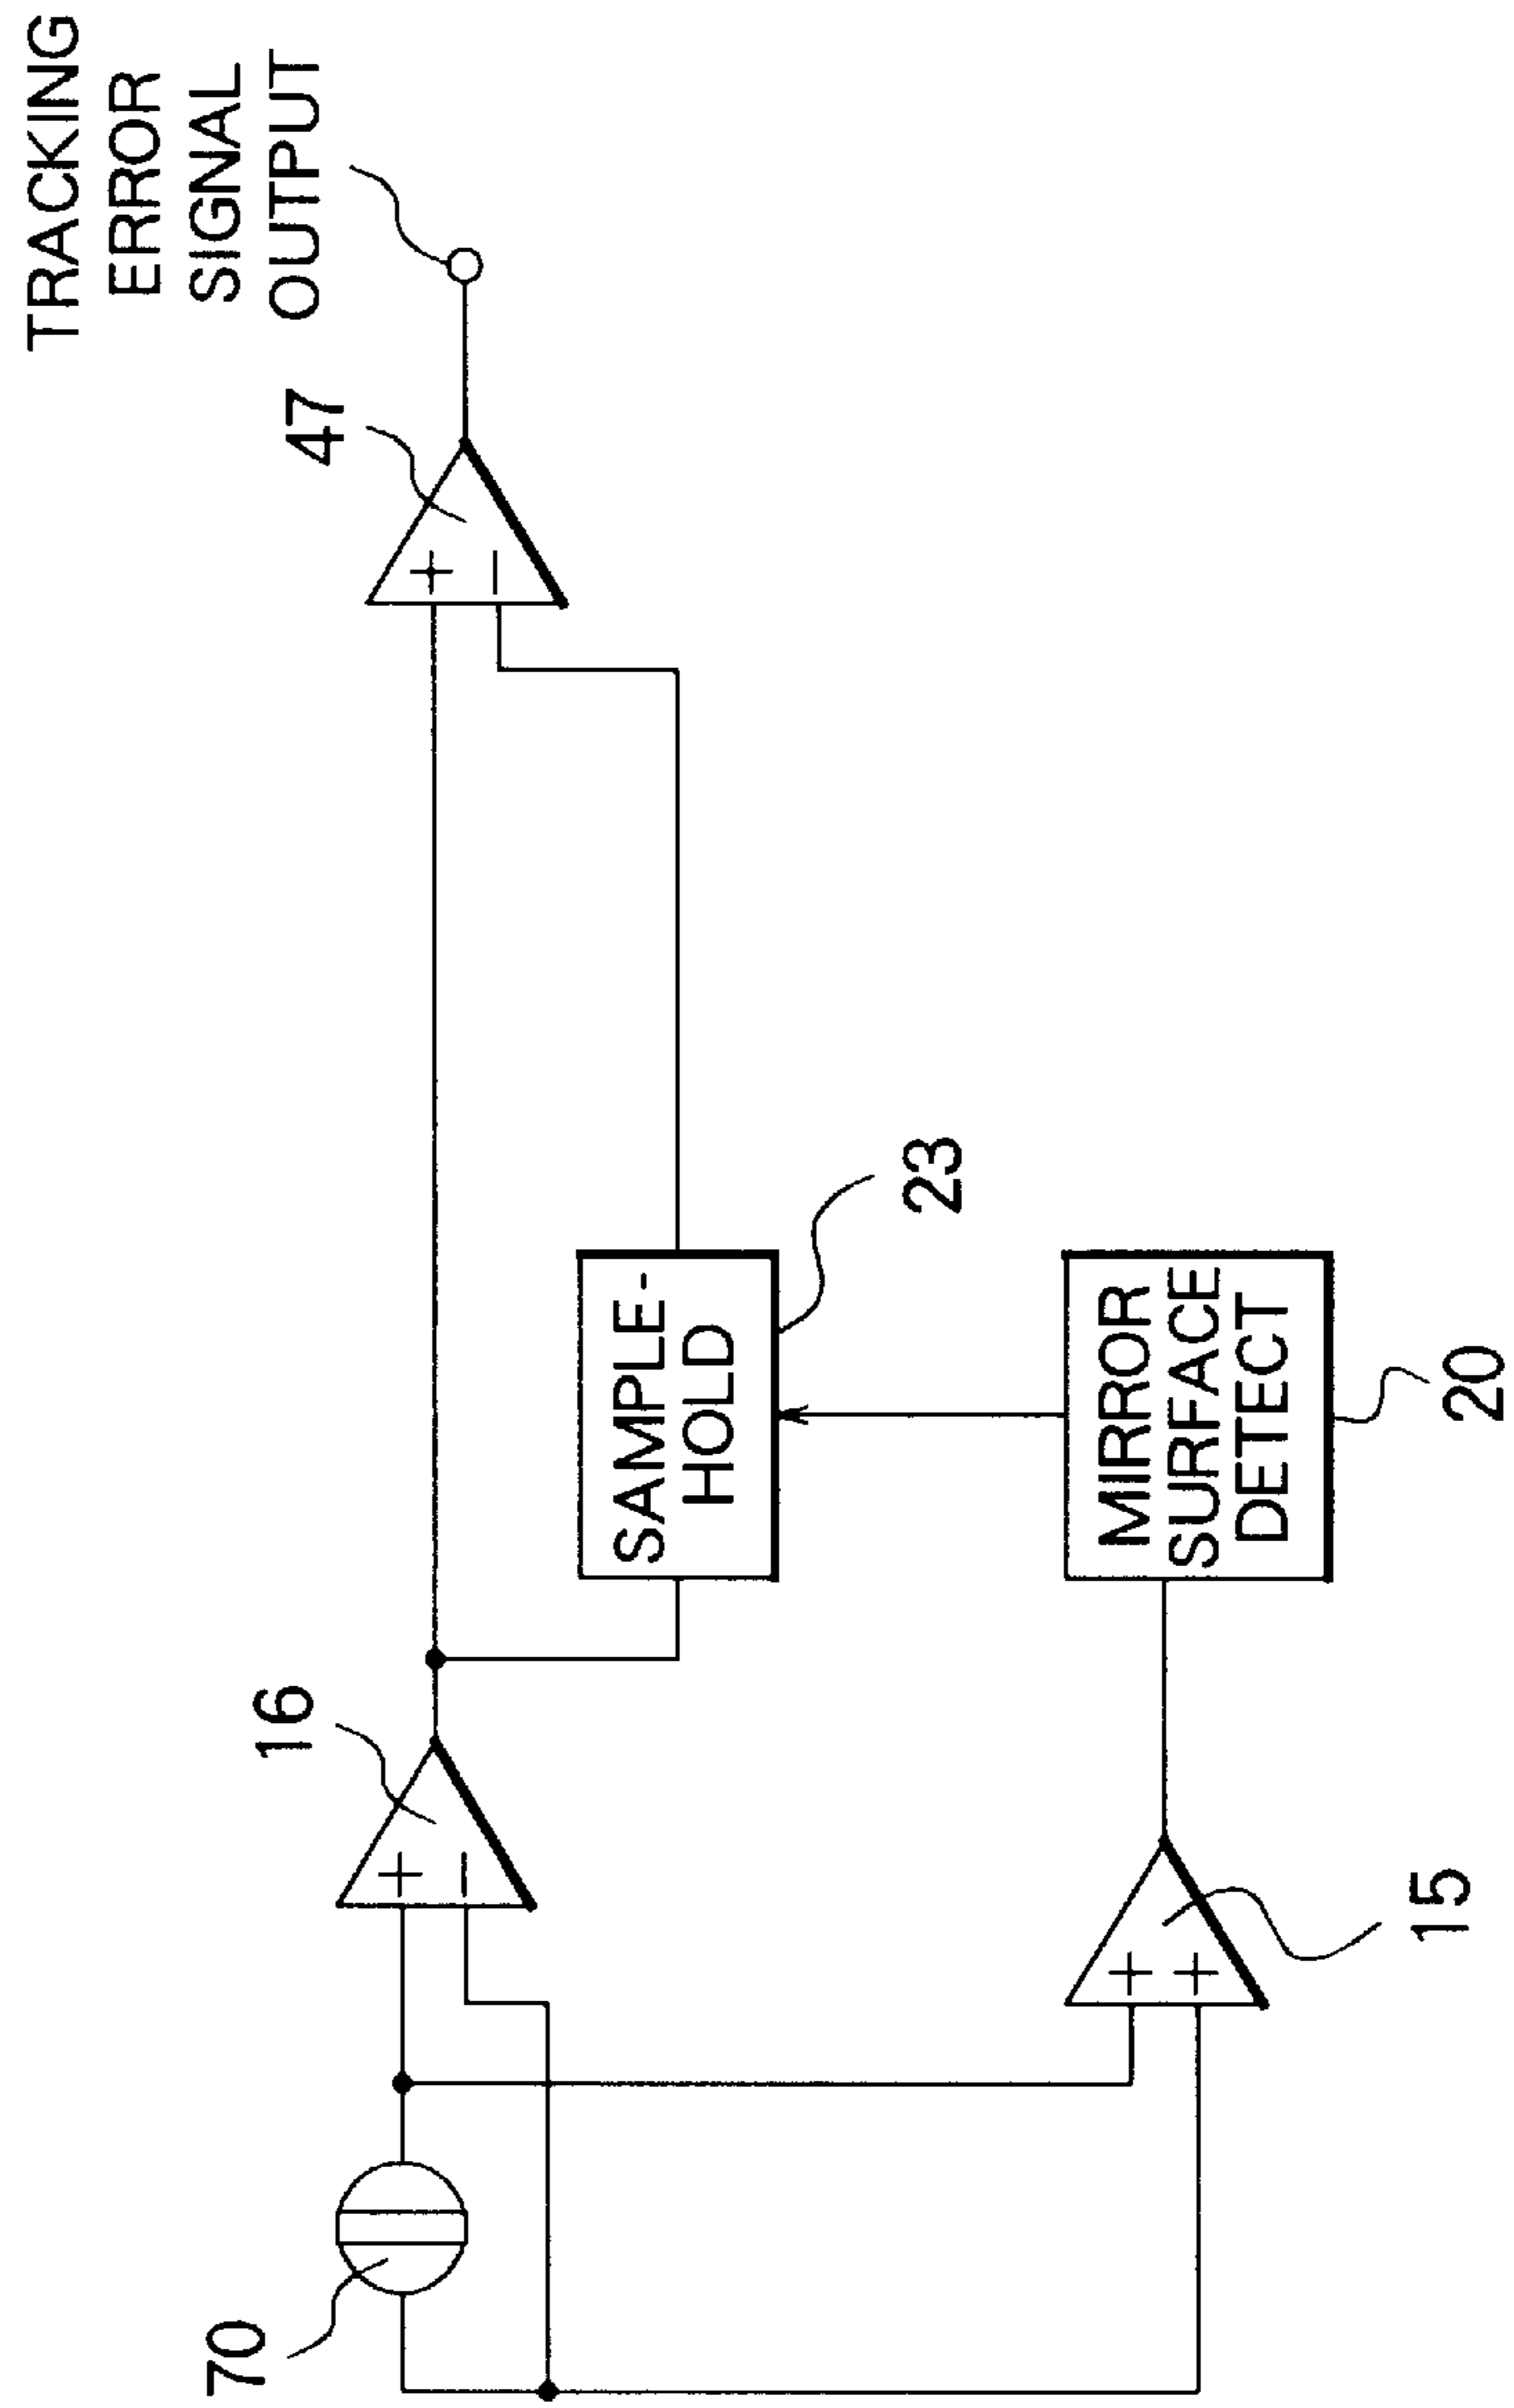 TRACKING
ERROR
SIGNAL
OUTPUT
47
16
70
+
−
+
−
SAMPLE-
HOLD
23
MIRROR
SURFACE
DETECT
20
+
+
15